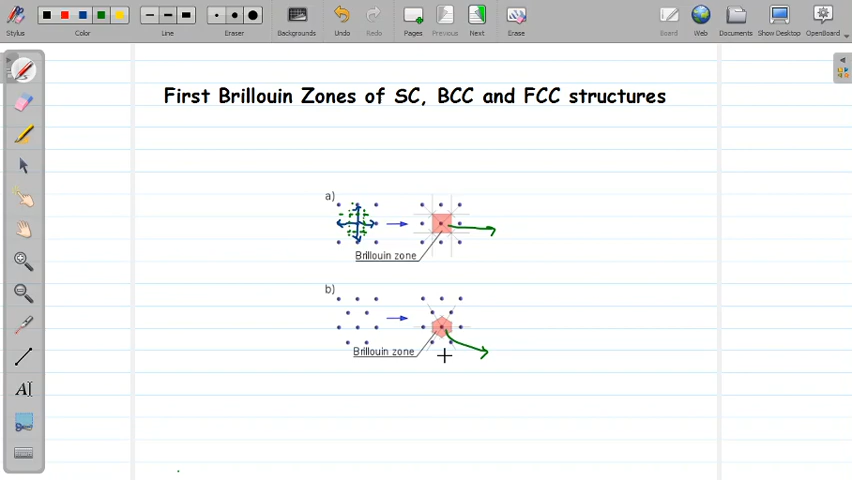 Stylus Color Line Eraser Backgrounds Undo Redo Pages Previous Next Erase Board Web Documents Show Desktop OpenBoard
First Brillouin Zones of SC, BCC and FCC structures
a)
Brillouin zone
b)
Brillouin zone
A